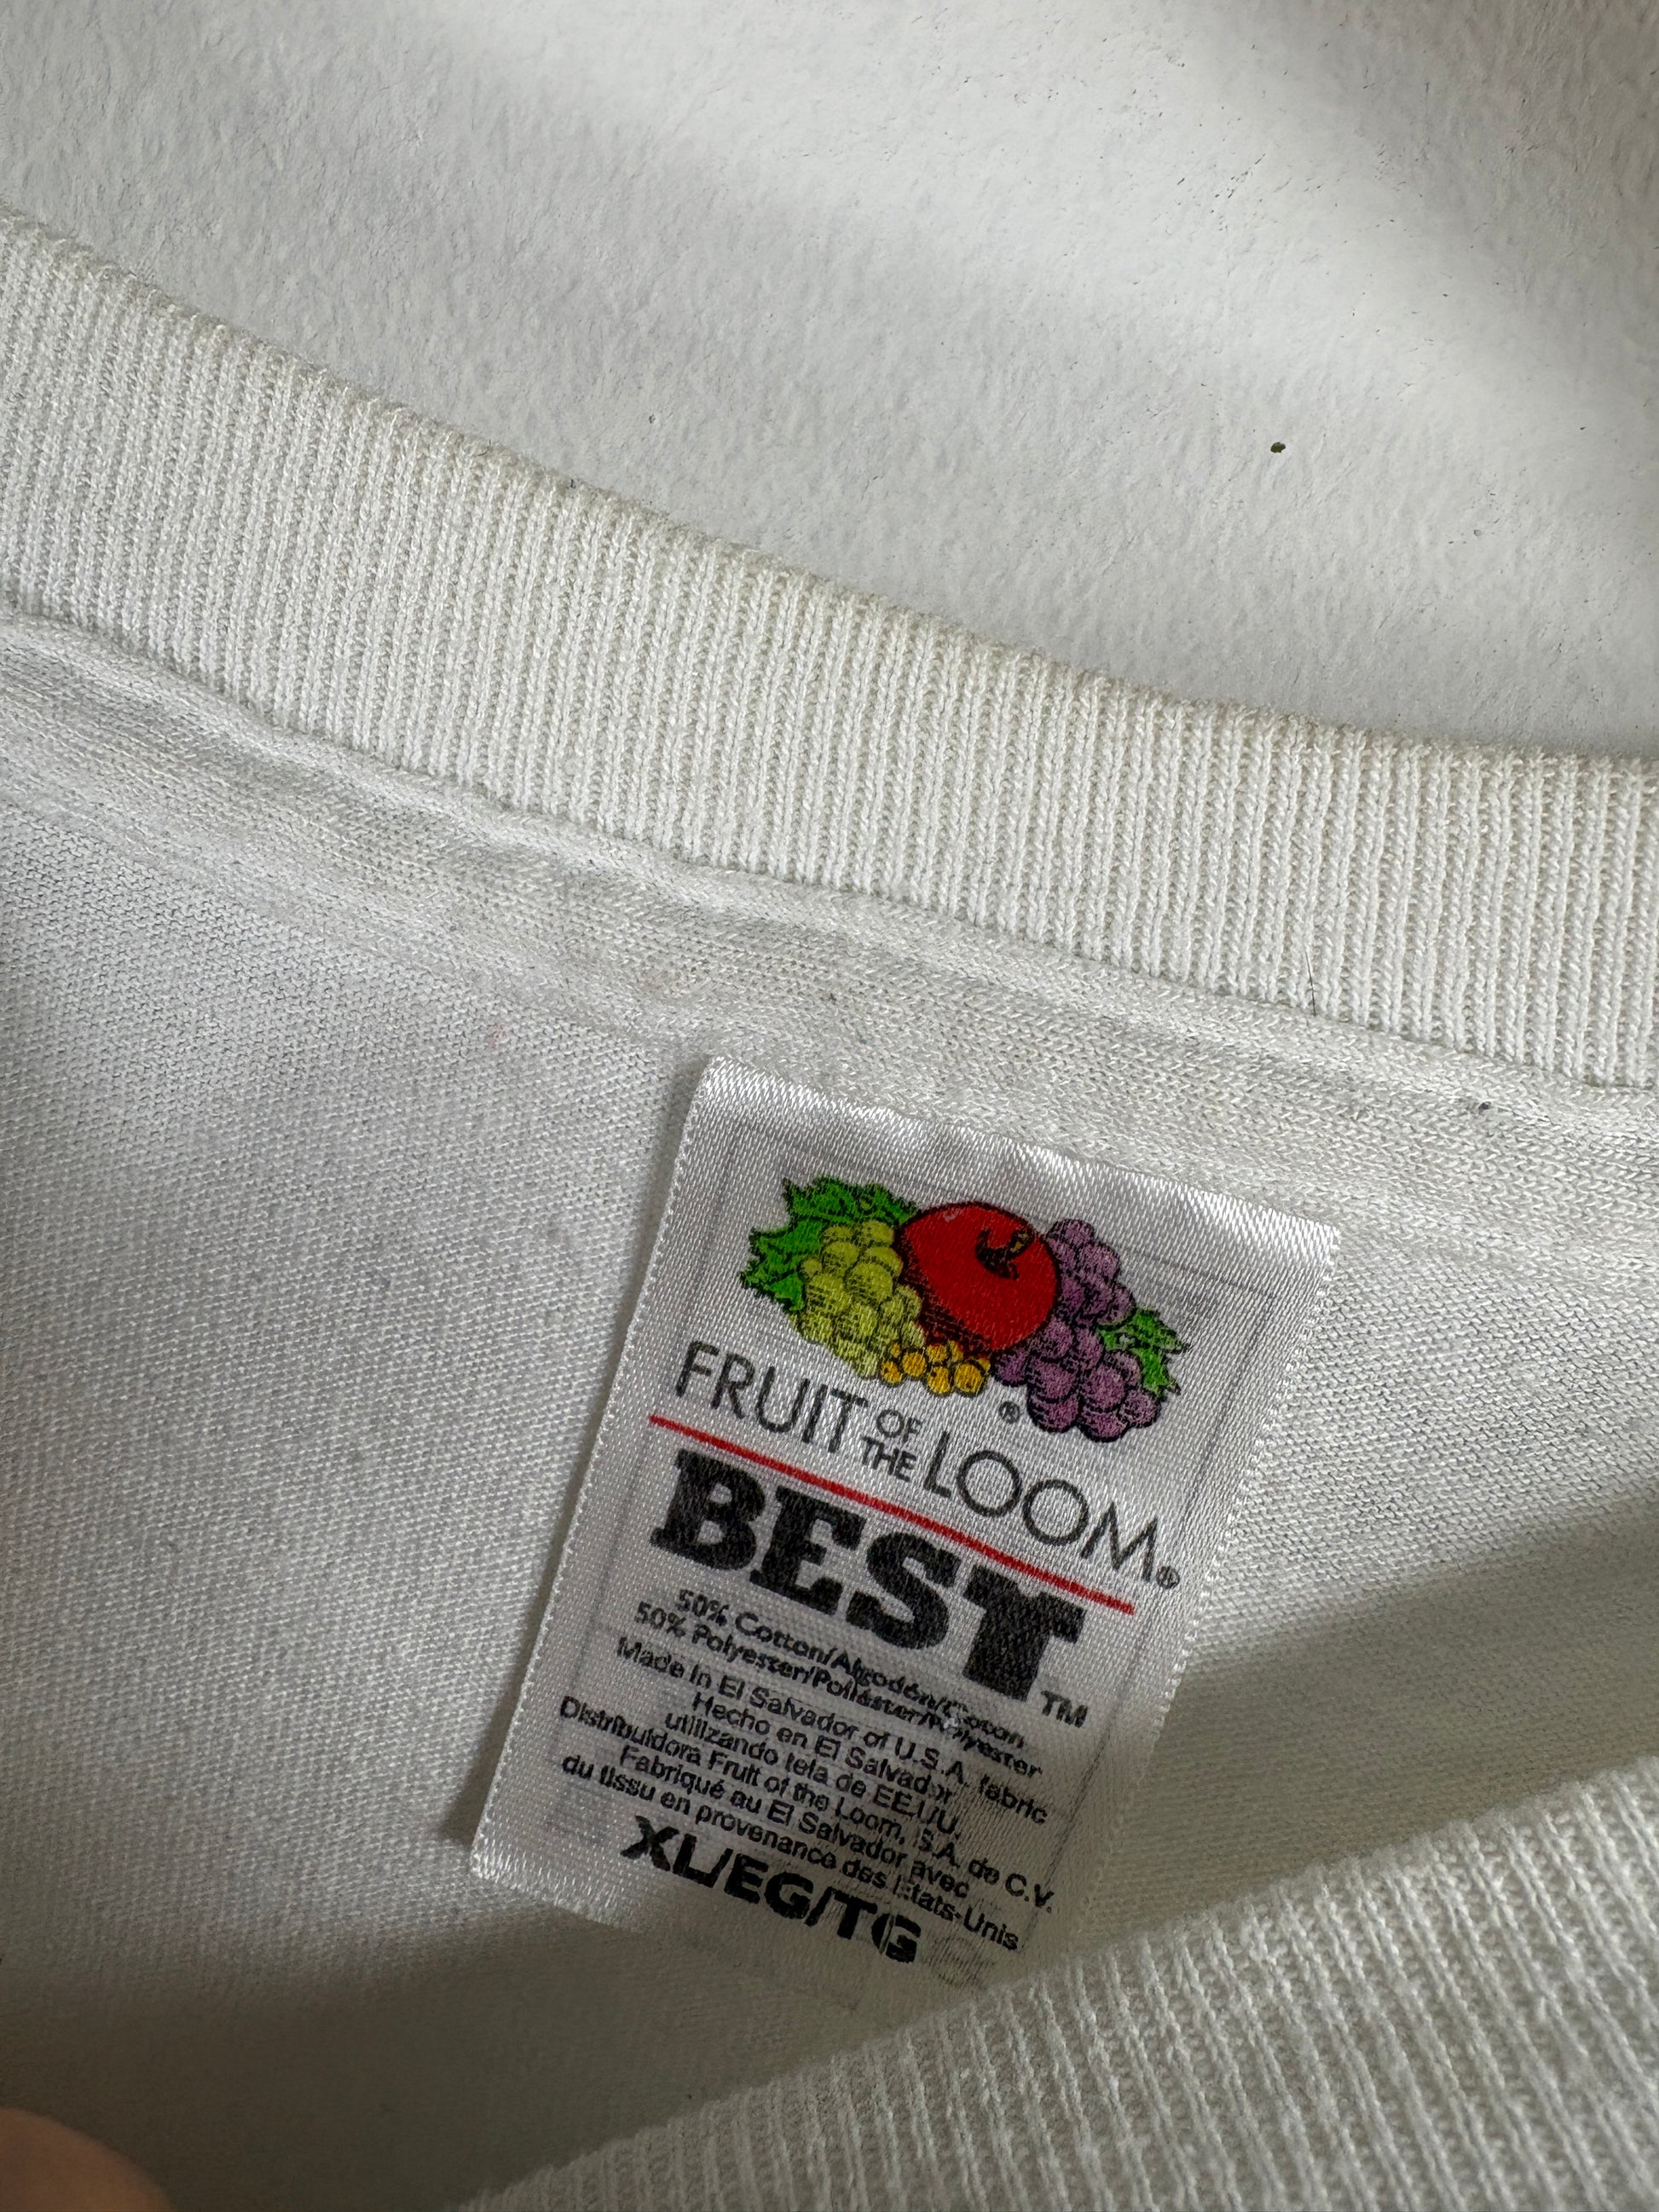 ®
FRUIT OF THE LOOM®
BEST™
50% Cotton/Algodón/Coton
50% Polyester/Poliéster/Polyester
Made In El Salvador of U.S.A. fabric
Hecho en El Salvador
utilizando tela de EE.UU.
Distribuidora Fruit of the Loom, S.A. de C.V.
Fabriqué au El Salvador avec
du tissu en provenance des Etats-Unis
XL/EG/TG